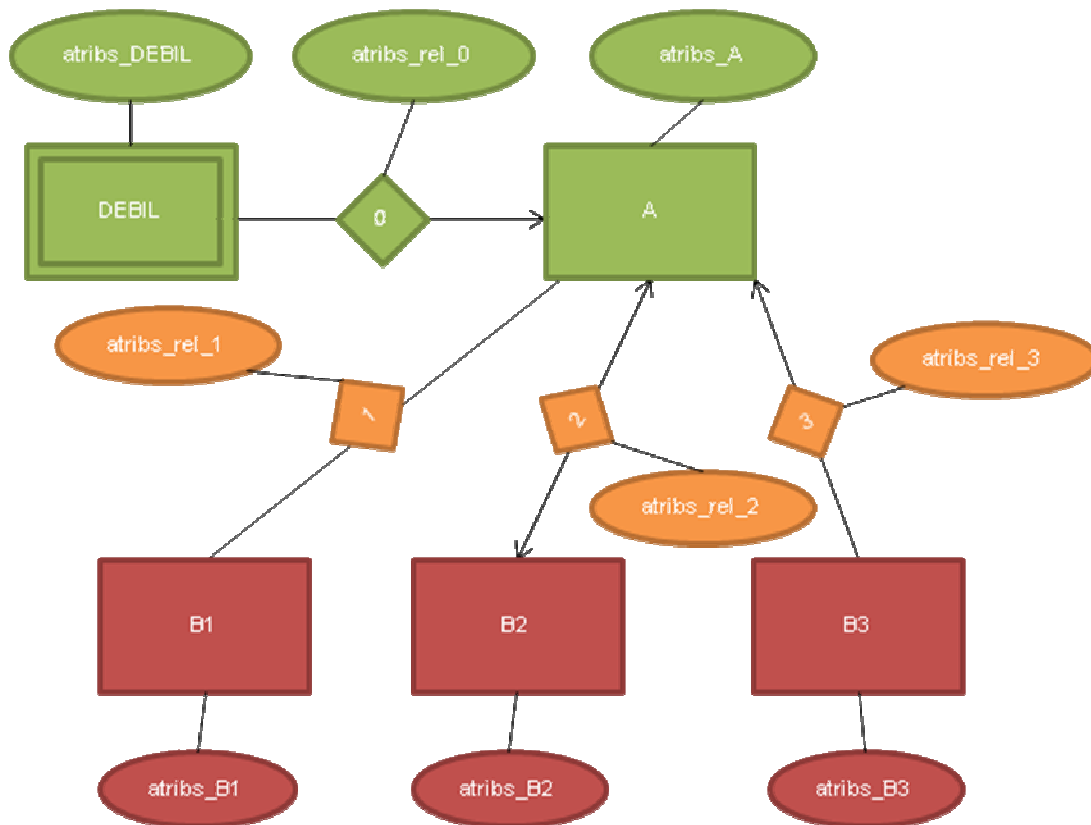 atribs_DEBIL
atribs_rel_0
atribs_A
DEBIL
0
A
atribs_rel_1
atribs_rel_3
1
2
3
atribs_rel_2
B1
B2
B3
atribs_B1
atribs_B2
atribs_B3